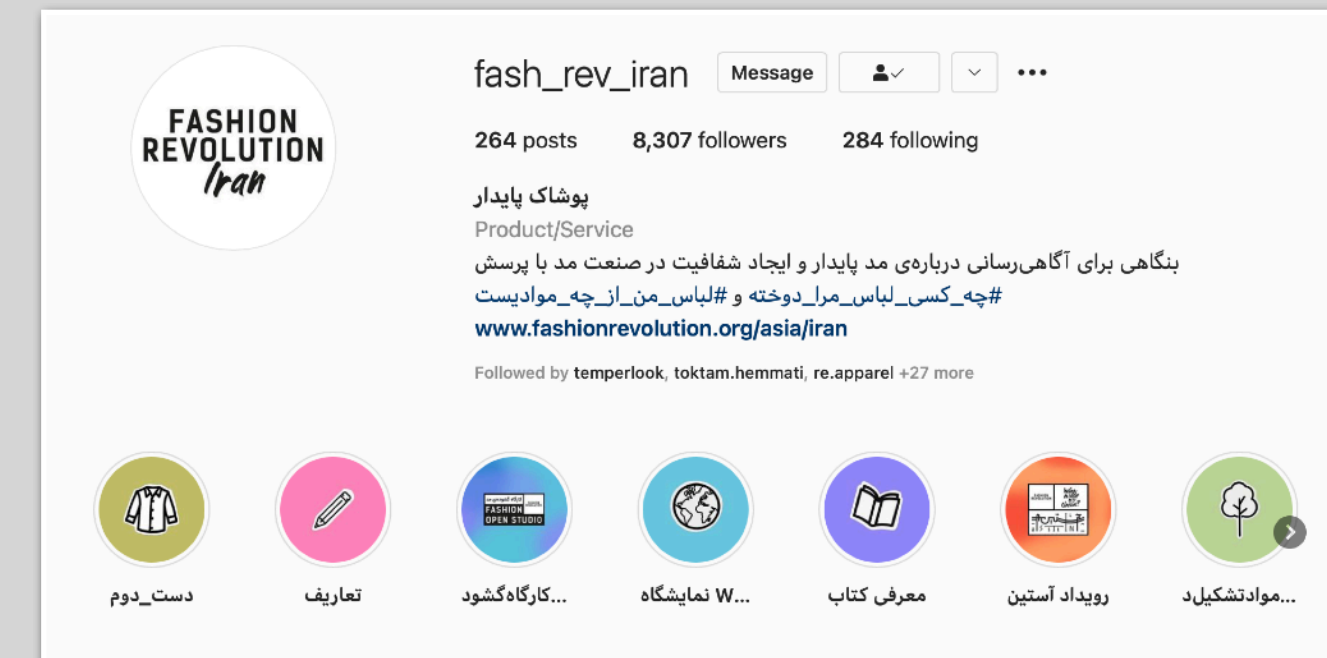 FASHION
REVOLUTION
Iran
fash_rev_iran Message
264 posts 8,307 followers 284 following
پوشاک پایدار
Product/Service
بنگاهی برای آگاهی‌رسانی درباره‌ی مد پایدار و ایجاد شفافیت در صنعت مد با پرسش
#چه_کسی_لباس_مرا_دوخته و #لباس_من_از_چه_موادیست
www.fashionrevolution.org/asia/iran
Followed by temperlook, toktam.hemmati, re.apparel +27 more
FASHION
OPEN STUDIO
دست_دوم
تعاریف
کارگاه‌گشود...
نمایشگاه W...
معرفی کتاب
رویداد آستین
موادتشکیل‌د...